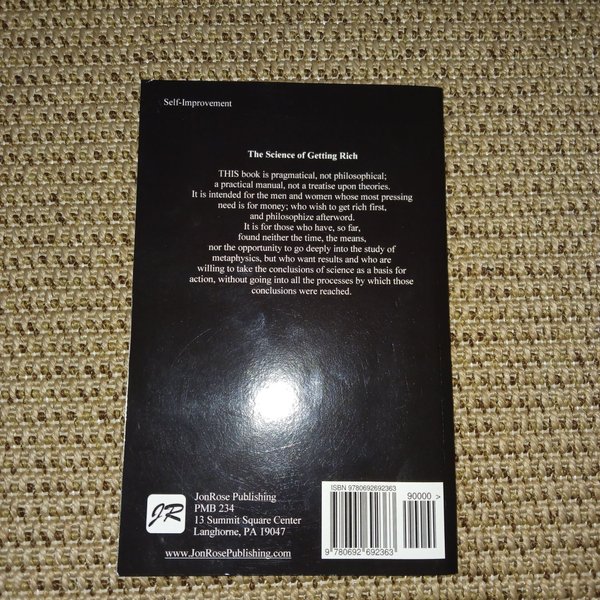 Self-Improvement
The Science of Getting Rich
THIS book is pragmatical, not philosophical;
a practical manual, not a treatise upon theories.
It is intended for the men and women whose most pressing
need is for money; who wish to get rich first,
and philosophize afterword.
It is for those who have, so far,
found neither the time, the means,
nor the opportunity to go deeply into the study of
metaphysics, but who want results and who are
willing to take the conclusions of science as a basis for
action, without going into all the processes by which those
conclusions were reached.
JR
JonRose Publishing
PMB 234
13 Summit Square Center
Langhorne, PA 19047
www.JonRosePublishing.com
ISBN 9780692692363
90000 >
9 780692 692363